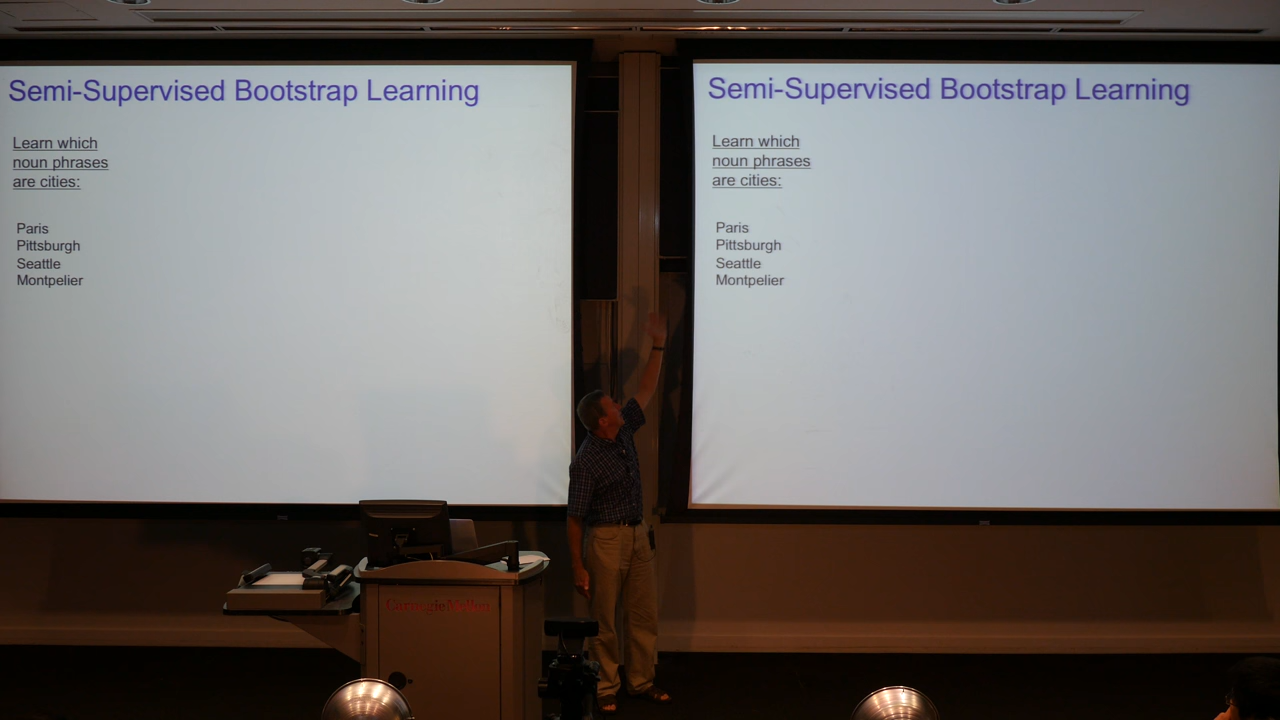 Semi-Supervised Bootstrap Learning
Learn which
noun phrases
are cities:
Paris
Pittsburgh
Seattle
Montpelier
Semi-Supervised Bootstrap Learning
Learn which
noun phrases
are cities:
Paris
Pittsburgh
Seattle
Montpelier
Carnegie Mellon